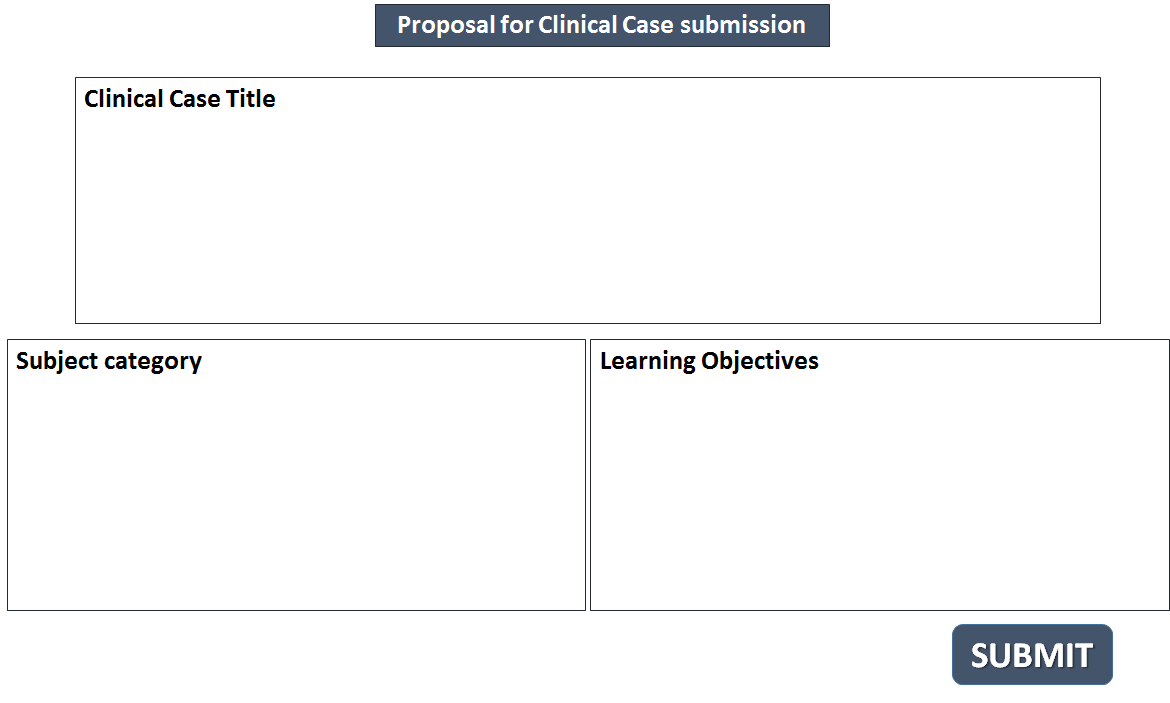 Proposal for Clinical Case submission
Clinical Case Title
Subject category
Learning Objectives
SUBMIT